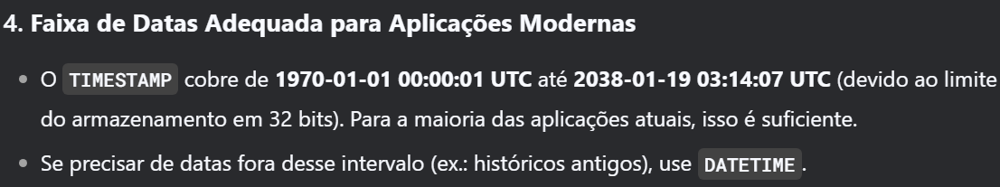 4. Faixa de Datas Adequada para Aplicações Modernas
• O TIMESTAMP cobre de 1970-01-01 00:00:01 UTC até 2038-01-19 03:14:07 UTC (devido ao limite
do armazenamento em 32 bits). Para a maioria das aplicações atuais, isso é suficiente.
• Se precisar de datas fora desse intervalo (ex.: históricos antigos), use DATETIME.